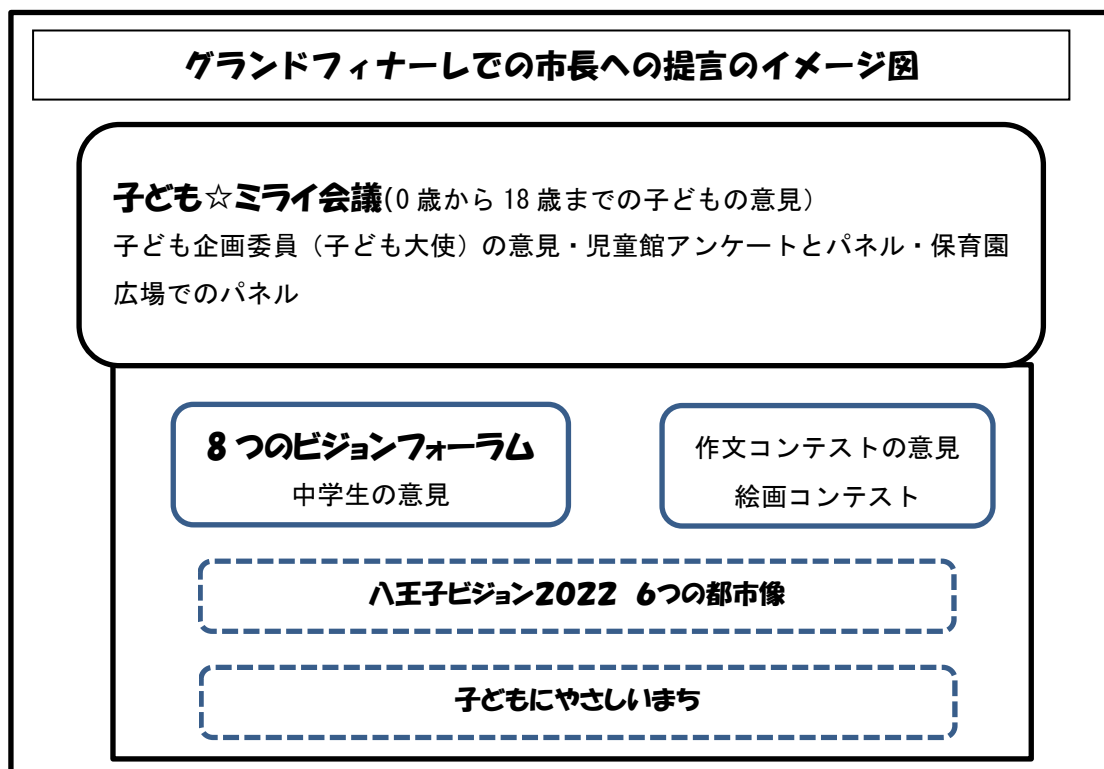 グランドフィナーレでの市長への提言のイメージ図
子ども☆ミライ会議(0歳から18歳までの子どもの意見）
子ども企画委員（子ども大使）の意見・児童館アンケートとパネル・保育園
広場でのパネル
8つのビジョンフォーラム
中学生の意見
作文コンテストの意見
絵画コンテスト
八王子ビジョン2022 6つの都市像
子どもにやさしいまち